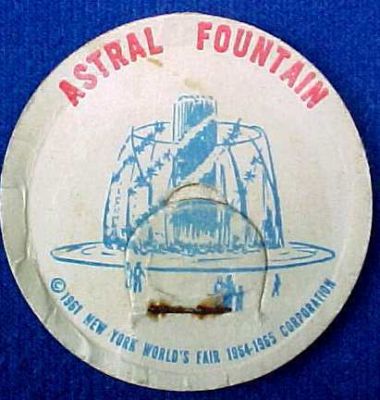 ASTRAL FOUNTAIN
© 1961 NEW YORK WORLD'S FAIR 1964-1965 CORPORATION